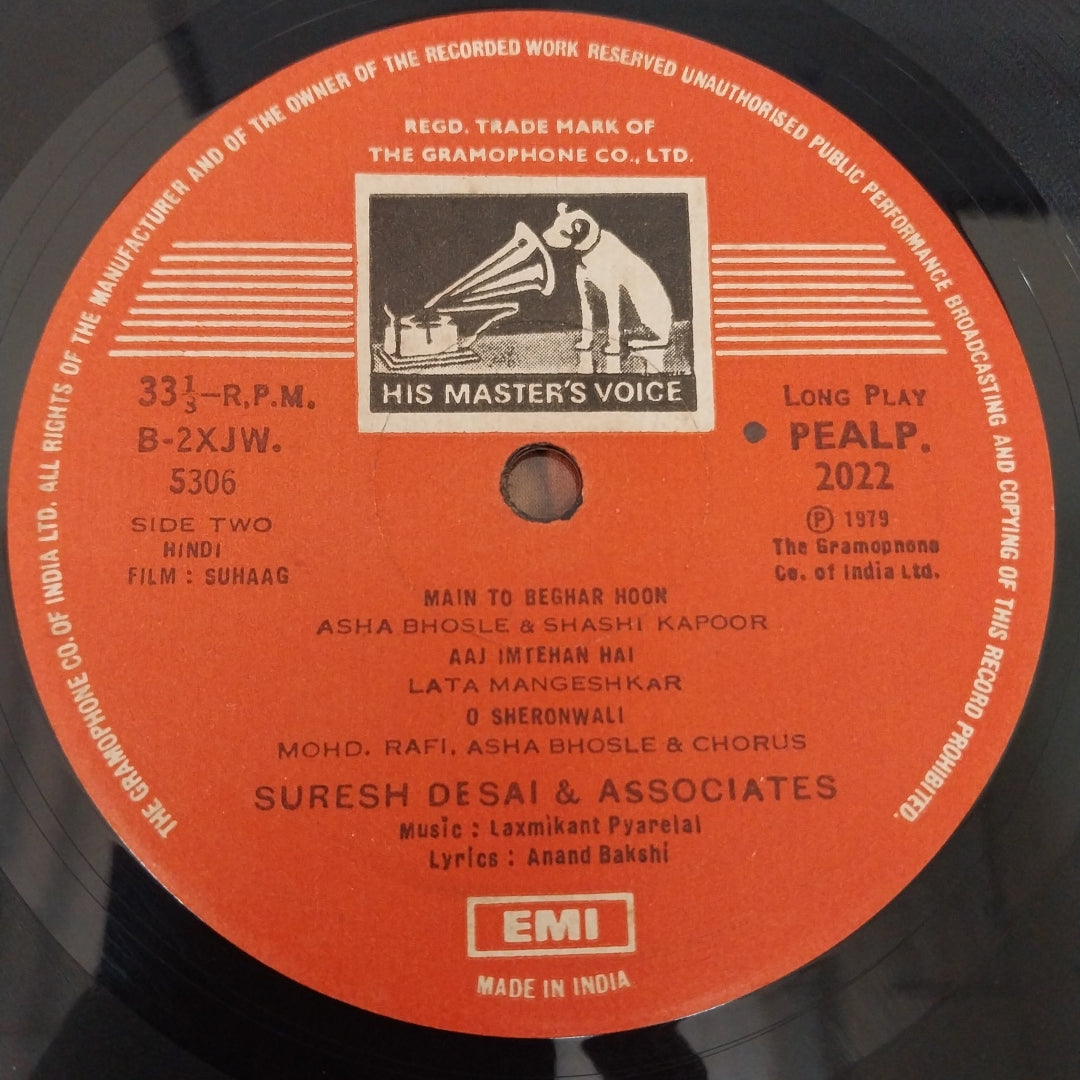 THE GRAMOPHONE CO. OF INDIA LTD. ALL RIGHTS OF THE MANUFACTURER AND OF THE OWNER OF THE RECORDED WORK RESERVED UNAUTHORISED PUBLIC PERFORMANCE BROADCASTING AND COPYING OF THIS RECORD PROHIBITED.
REGD. TRADE MARK OF
THE GRAMOPHONE CO., LTD.
HIS MASTER'S VOICE
33⅓-R.P.M.
B-2XJW.
5306
SIDE TWO
HINDI
FILM : SUHAAG
LONG PLAY
PEALP.
2022
Ⓟ 1979
The Gramophone
Co. of India Ltd.
MAIN TO BEGHAR HOON
ASHA BHOSLE & SHASHI KAPOOR
AAJ IMTEHAN HAI
LATA MANGESHKAR
O SHERONWALI
MOHD. RAFI, ASHA BHOSLE & CHORUS
SURESH DESAI & ASSOCIATES
Music : Laxmikant Pyarelal
Lyrics : Anand Bakshi
EMI
MADE IN INDIA